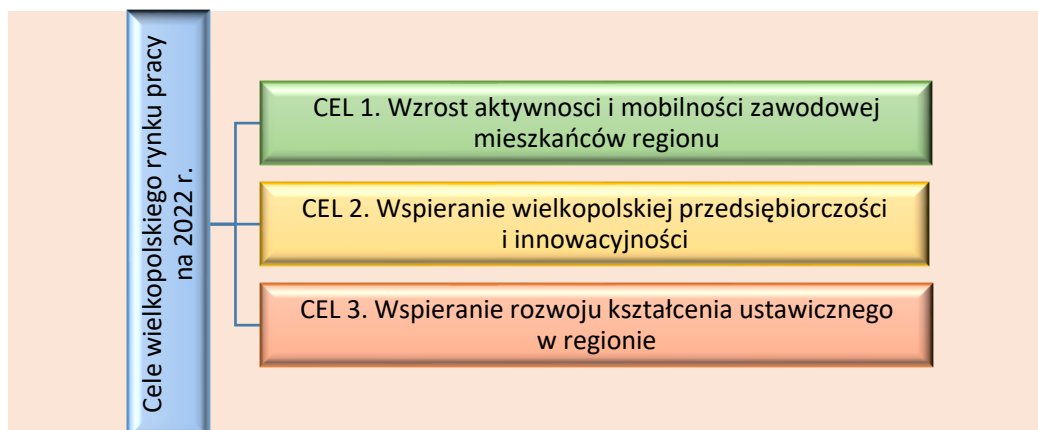 Cele wielkopolskiego rynku pracy
na 2022 r.
CEL 1. Wzrost aktywnosci i mobilności zawodowej
mieszkańców regionu
CEL 2. Wspieranie wielkopolskiej przedsiębiorczości
i innowacyjności
CEL 3. Wspieranie rozwoju kształcenia ustawicznego
w regionie